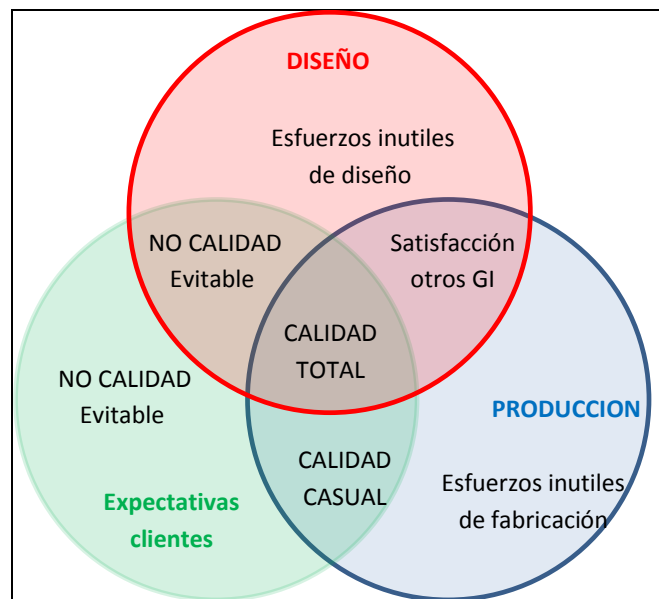 DISEÑO
Esfuerzos inutiles
de diseño
NO CALIDAD
Evitable
Satisfacción
otros GI
CALIDAD
TOTAL
NO CALIDAD
Evitable
PRODUCCION
CALIDAD
CASUAL
Esfuerzos inutiles
de fabricación
Expectativas
clientes